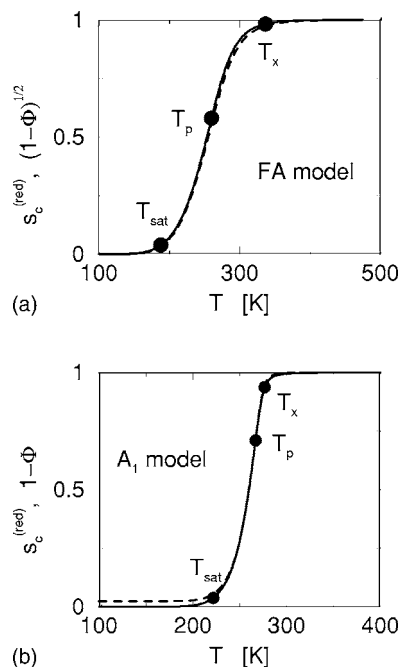 1
0.5
0
s_c^(red) , (1−Φ)^1/2
T_x
T_p
T_sat
FA model
100 300 500
(a)
T [K]
1
0.5
0
s_c^(red) , 1−Φ
T_x
T_p
A_1 model
T_sat
100 200 300 400
(b)
T [K]